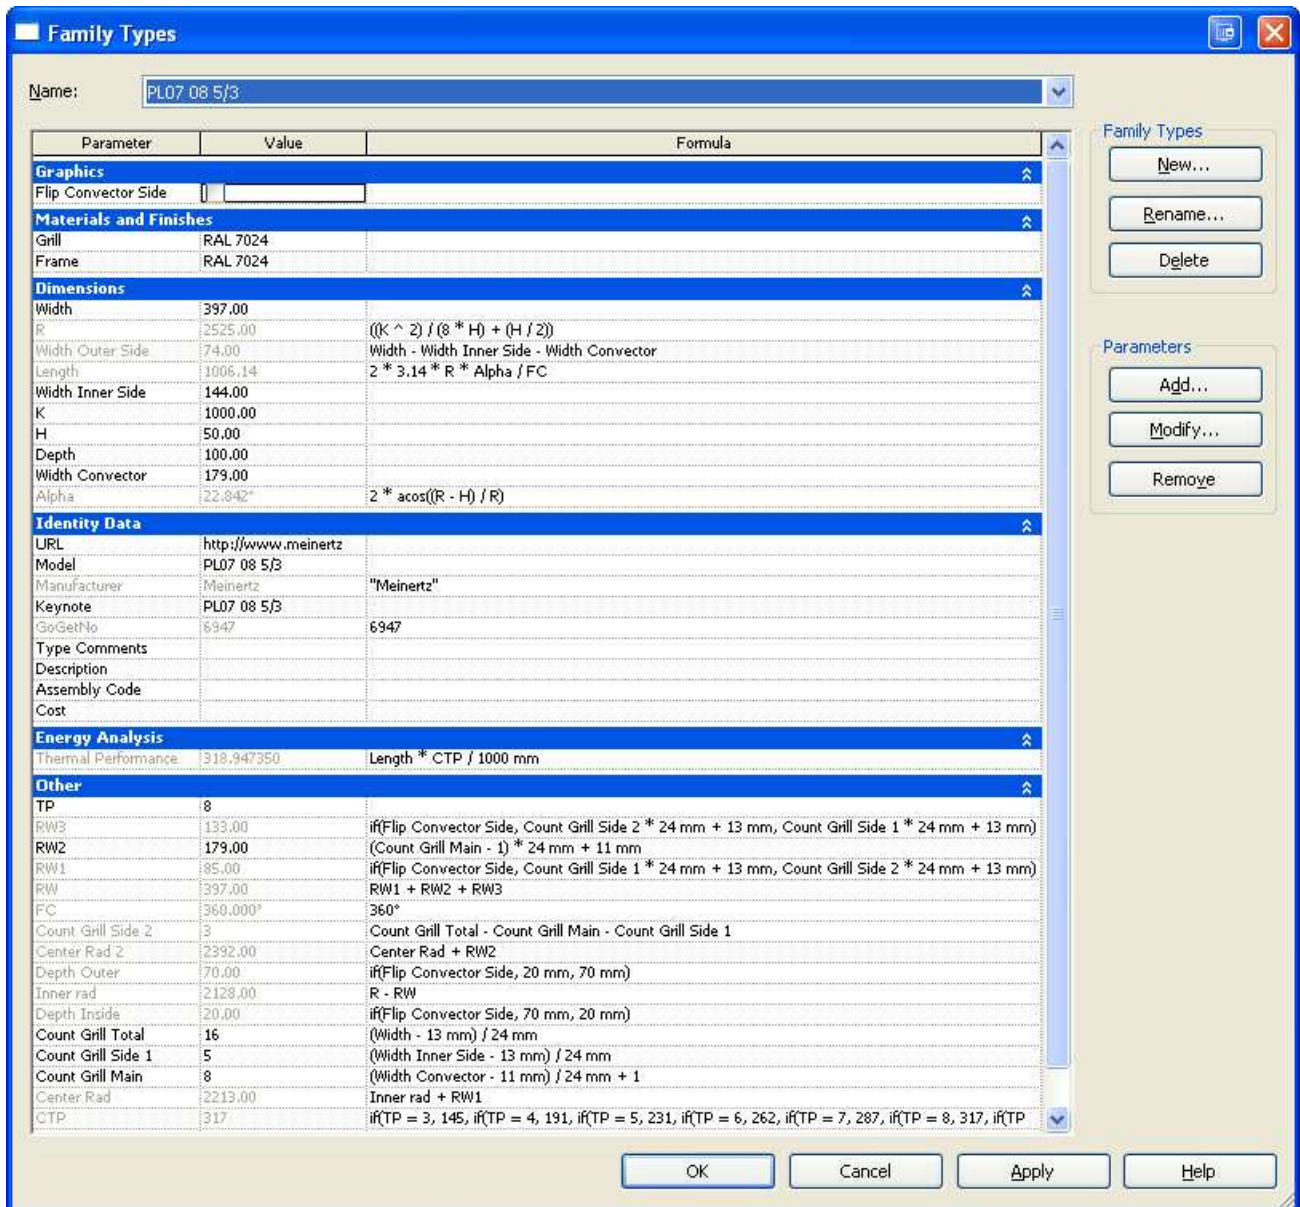 Family Types
Name: PL07 08 5/3
Parameter Value Formula
Graphics
Flip Convector Side
Materials and Finishes
Grill RAL 7024
Frame RAL 7024
Dimensions
Width 397.00
R 2525.00 ((K ^ 2) / (8 * H) + (H / 2))
Width Outer Side 74.00 Width - Width Inner Side - Width Convector
Length 1006.14 2 * 3.14 * R * Alpha / FC
Width Inner Side 144.00
K 1000.00
H 50.00
Depth 100.00
Width Convector 179.00
Alpha 22.842° 2 * acos((R - H) / R)
Identity Data
URL http://www.meinertz
Model PL07 08 5/3
Manufacturer Meinertz "Meinertz"
Keynote PL07 08 5/3
GoGetNo 6947 6947
Type Comments
Description
Assembly Code
Cost
Energy Analysis
Thermal Performance 318.947350 Length * CTP / 1000 mm
Other
TP 8
RW3 133.00 if(Flip Convector Side, Count Grill Side 2 * 24 mm + 13 mm, Count Grill Side 1 * 24 mm + 13 mm)
RW2 179.00 (Count Grill Main - 1) * 24 mm + 11 mm
RW1 85.00 if(Flip Convector Side, Count Grill Side 1 * 24 mm + 13 mm, Count Grill Side 2 * 24 mm + 13 mm)
RW 397.00 RW1 + RW2 + RW3
FC 360.000° 360°
Count Grill Side 2 3 Count Grill Total - Count Grill Main - Count Grill Side 1
Center Rad 2 2392.00 Center Rad + RW2
Depth Outer 70.00 if(Flip Convector Side, 20 mm, 70 mm)
Inner rad 2128.00 R - RW
Depth Inside 20.00 if(Flip Convector Side, 70 mm, 20 mm)
Count Grill Total 16 (Width - 13 mm) / 24 mm
Count Grill Side 1 5 (Width Inner Side - 13 mm) / 24 mm
Count Grill Main 8 (Width Convector - 11 mm) / 24 mm + 1
Center Rad 2213.00 Inner rad + RW1
CTP 317 if(TP = 3, 145, if(TP = 4, 191, if(TP = 5, 231, if(TP = 6, 262, if(TP = 7, 287, if(TP = 8, 317, if(TP
Family Types
New...
Rename...
Delete
Parameters
Add...
Modify...
Remove
OK Cancel Apply Help